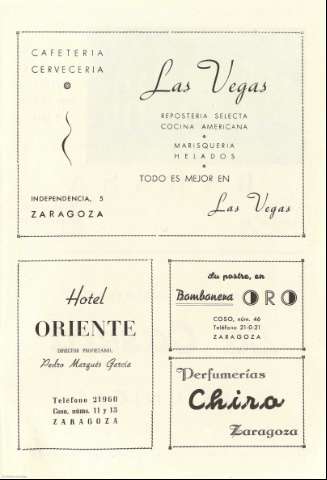 CAFETERIA
CERVECERIA
Las Vegas
REPOSTERIA SELECTA
COCINA AMERICANA
MARISQUERIA
HELADOS
TODO ES MEJOR EN
Las Vegas
INDEPENDENCIA, 5
ZARAGOZA
Hotel
ORIENTE
DIRECTOR PROPIETARIO:
Pedro Marqués García
Teléfono 21960
Coso, núms. 11 y 13
ZARAGOZA
Su postre, en
Bombonera ORO
COSO, núm. 46
Teléfono 21-0-21
ZARAGOZA
Perfumerías
Chira
Zaragoza